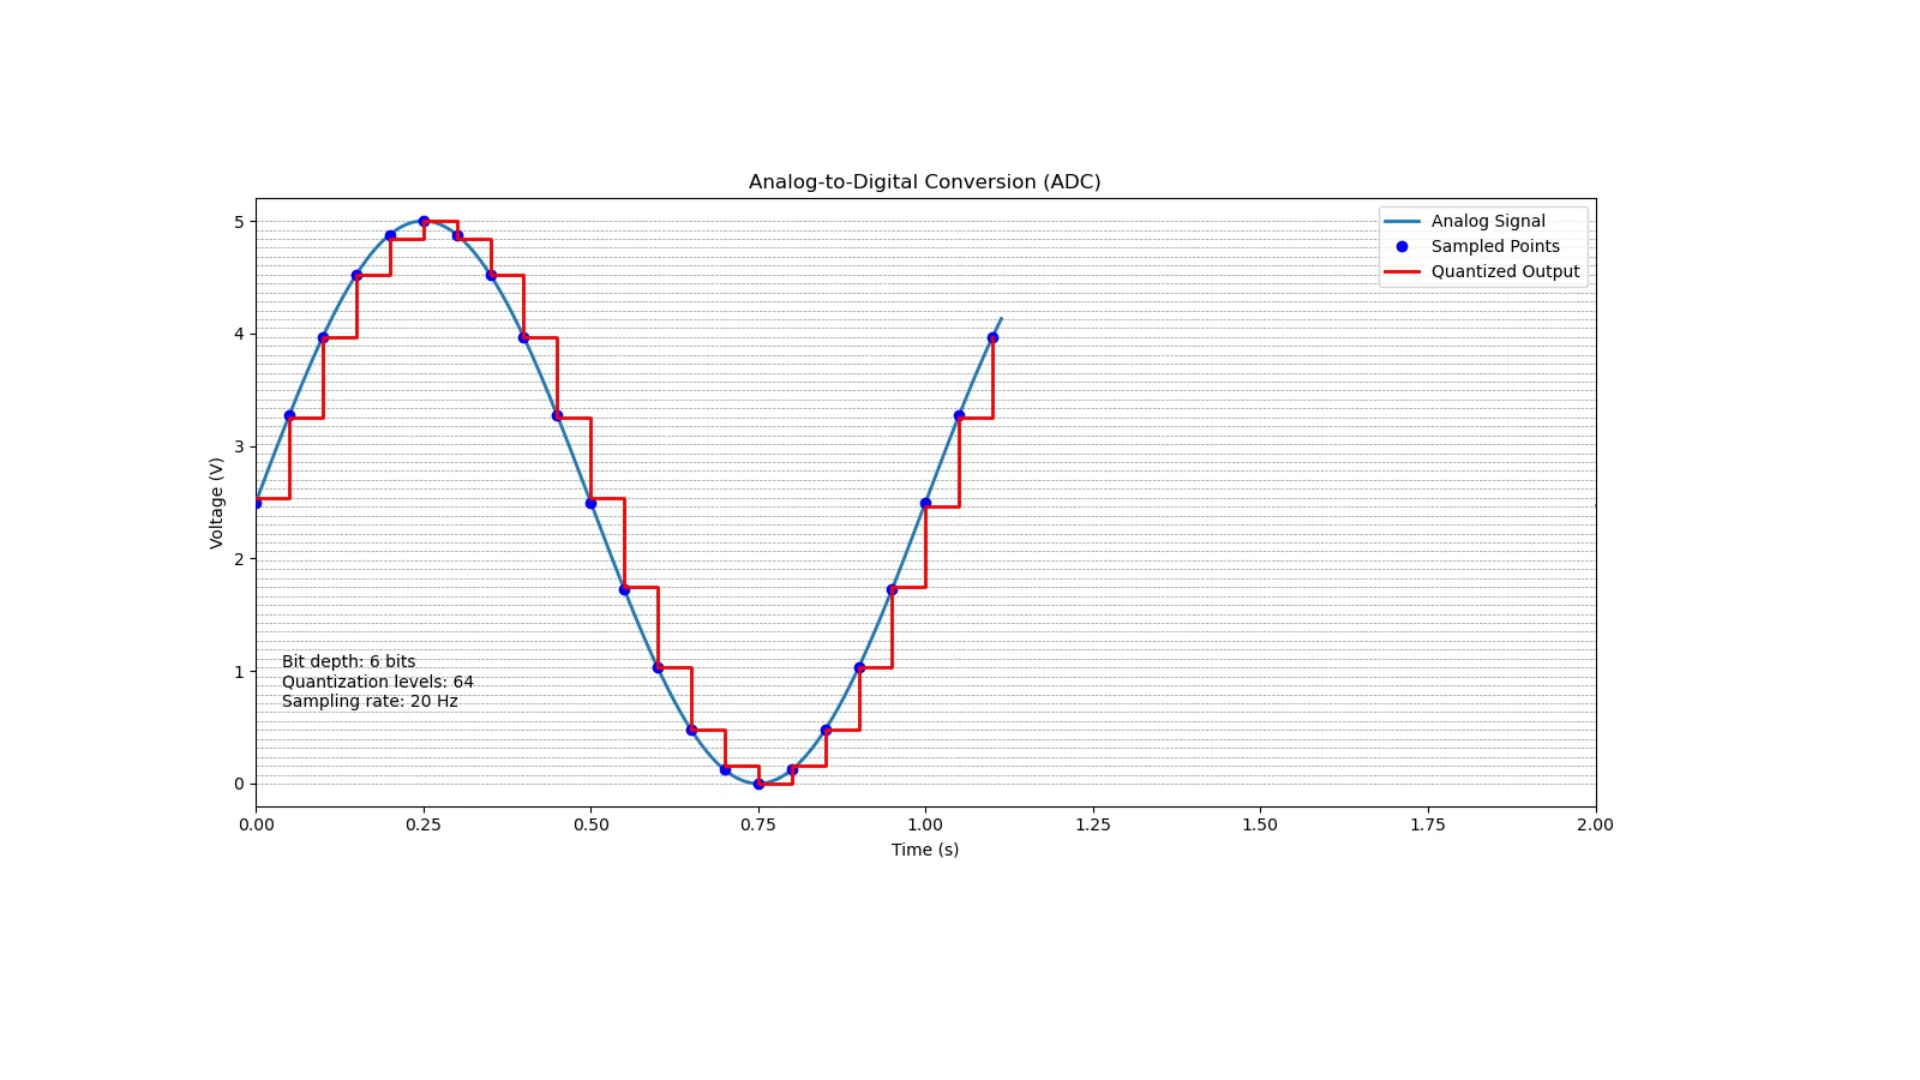 Analog-to-Digital Conversion (ADC)
Analog Signal
Sampled Points
Quantized Output
5
4
3
2
1
0
Voltage (V)
Bit depth: 6 bits
Quantization levels: 64
Sampling rate: 20 Hz
0.00 0.25 0.50 0.75 1.00 1.25 1.50 1.75 2.00
Time (s)